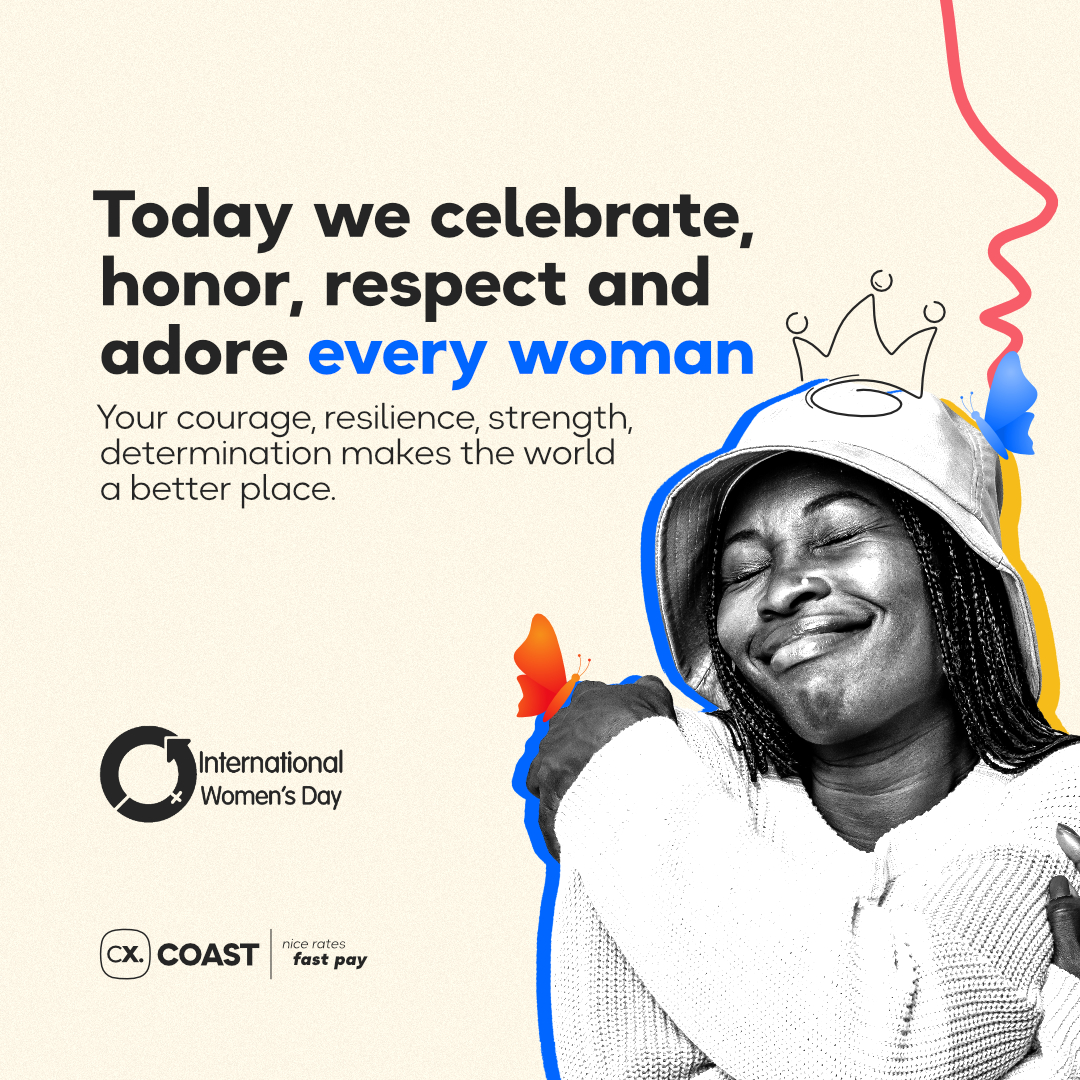 Today we celebrate,
honor, respect and
adore every woman
Your courage, resilience, strength,
determination makes the world
a better place.
International
Women's Day
CX. COAST
nice rates
fast pay